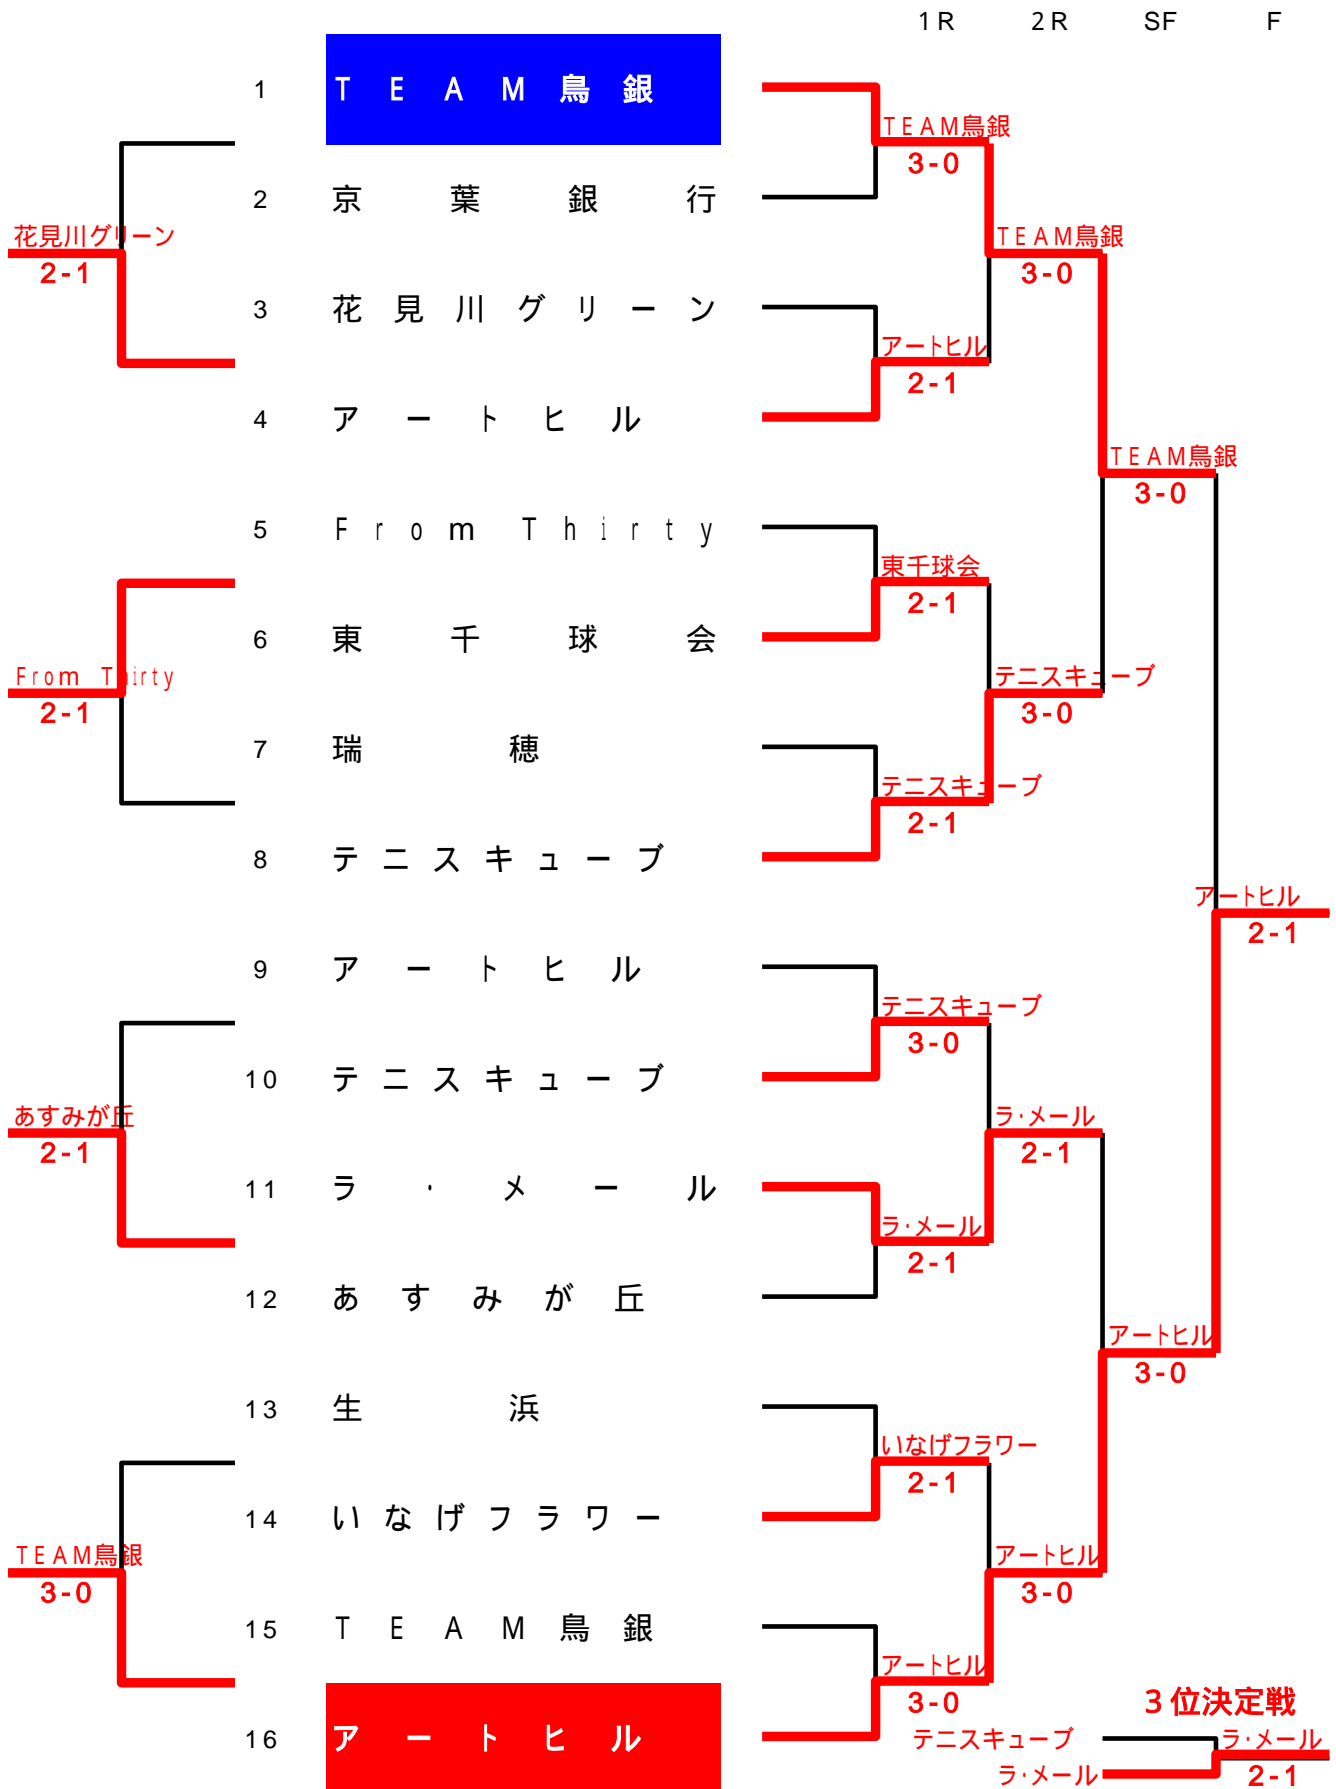 1R 2R SF F
1 TEAM鳥銀
TEAM鳥銀
3-0
2 京葉銀行
花見川グリーン
2-1
TEAM鳥銀
3-0
3 花見川グリーン
アートヒル
2-1
4 アートヒル
TEAM鳥銀
3-0
5 From Thirty
東千球会
2-1
6 東千球会
From Thirty
2-1
テニスキューブ
3-0
7 瑞穂
テニスキューブ
2-1
8 テニスキューブ
アートヒル
2-1
9 アートヒル
テニスキューブ
3-0
10 テニスキューブ
あすみが丘
2-1
ラ・メール
2-1
11 ラ・メール
ラ・メール
2-1
12 あすみが丘
アートヒル
3-0
13 生浜
いなげフラワー
2-1
14 いなげフラワー
TEAM鳥銀
3-0
アートヒル
3-0
15 TEAM鳥銀
アートヒル
3-0
16 アートヒル
3位決定戦
テニスキューブ
ラ・メール
ラ・メール
2-1